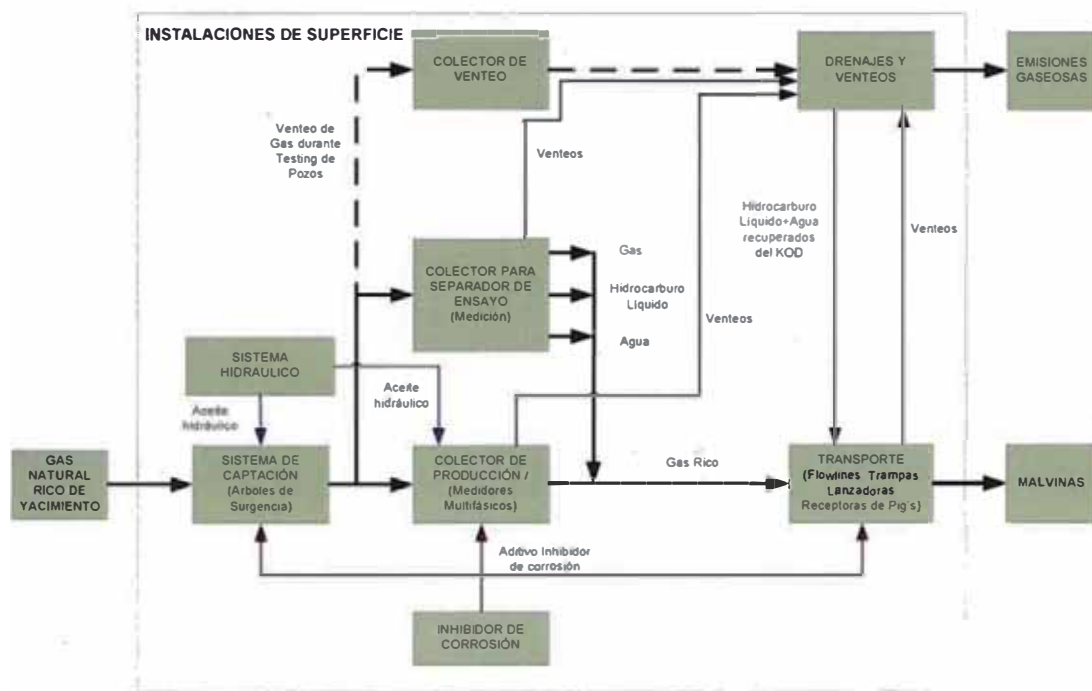 INSTALACIONES DE SUPERFICIE
COLECTOR DE
VENTEO
DRENAJES Y
VENTEOS
EMISIONES
GASEOSAS
Venteo de
Gas durante
Testing de
Pozos
Venteos
Hidrocarburo
Líquido+Agua
recuperados
del KOD
Venteos
COLECTOR PARA
SEPARADOR DE
ENSAYO
(Medición)
Gas
Hidrocarburo
Líquido
Agua
Venteos
SISTEMA
HIDRAULICO
Aceite
hidráulico
Aceite
hidráulico
GAS
NATURAL
RICO DE
YACIMIENTO
SISTEMA DE
CAPTACIÓN
(Arboles de
Surgencia)
COLECTOR DE
PRODUCCIÓN /
(Medidores
Multifásicos)
Gas Rico
TRANSPORTE
(Flowlines, Trampas
Lanzadoras
Receptoras de Pig's)
MALVINAS
Aditivo Inhibidor
de corrosión
INHIBIDOR DE
CORROSIÓN